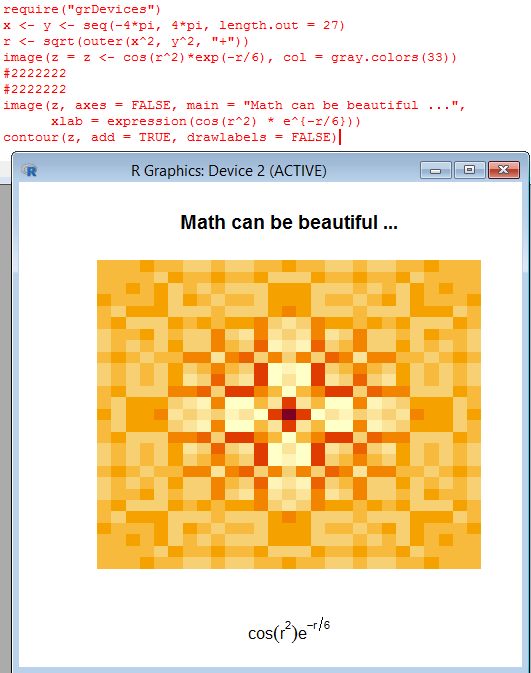 require("grDevices")
x <- y <- seq(-4*pi, 4*pi, length.out = 27)
r <- sqrt(outer(x^2, y^2, "+"))
image(z = z <- cos(r^2)*exp(-r/6), col = gray.colors(33))
#2222222
#2222222
image(z, axes = FALSE, main = "Math can be beautiful ...",
      xlab = expression(cos(r^2) * e^{-r/6}))
contour(z, add = TRUE, drawlabels = FALSE)
R Graphics: Device 2 (ACTIVE)
Math can be beautiful ...
cos(r²)e^−r/6